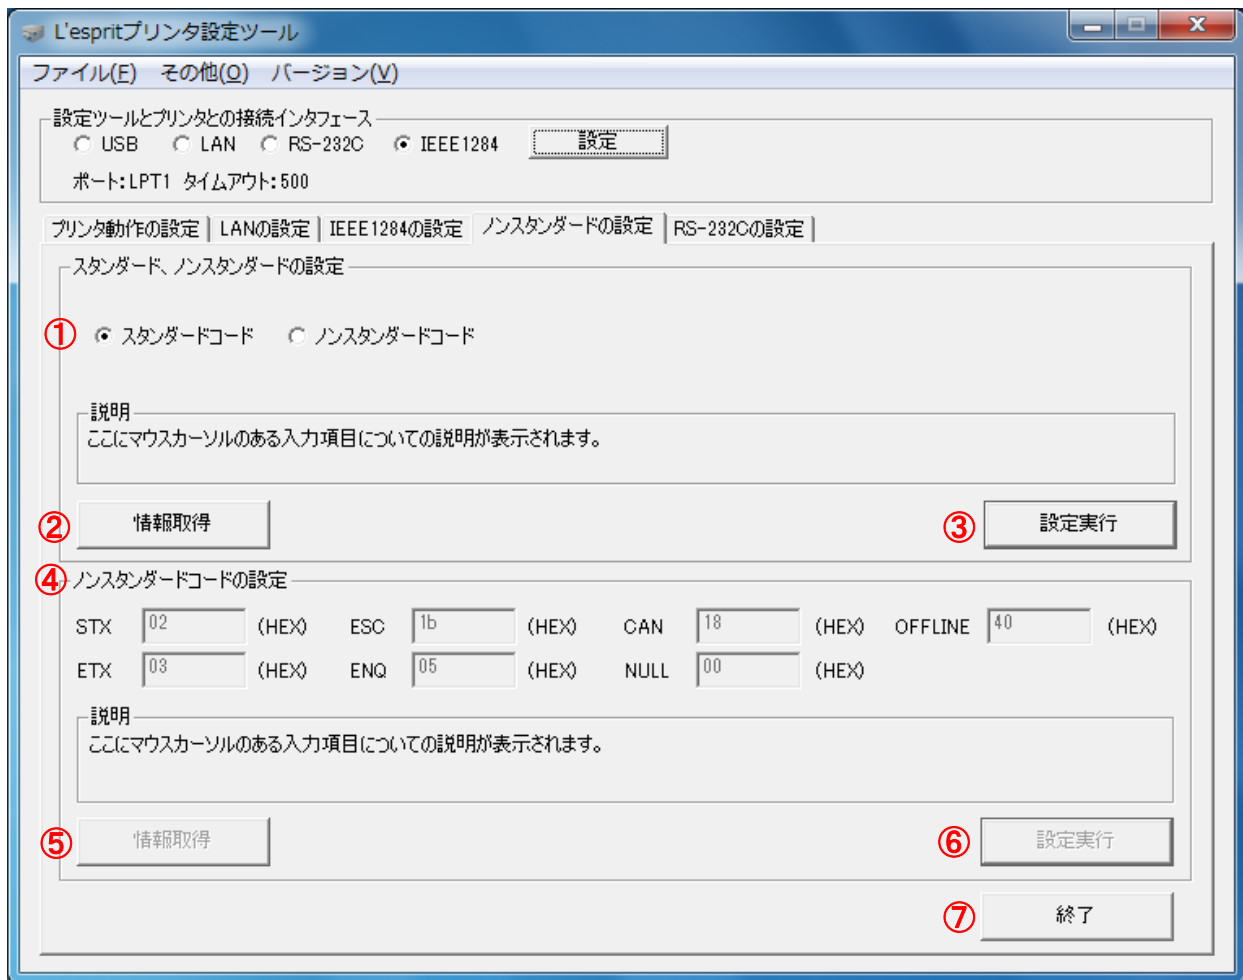 L'espritプリンタ設定ツール
ファイル(F) その他(O) バージョン(V)
設定ツールとプリンタとの接続インタフェース
USB LAN RS-232C IEEE1284 設定
ポート:LPT1 タイムアウト:500
プリンタ動作の設定 LANの設定 IEEE1284の設定 ノンスタンダードの設定 RS-232Cの設定
スタンダード、ノンスタンダードの設定
① スタンダードコード ノンスタンダードコード
説明
ここにマウスカーソルのある入力項目についての説明が表示されます。
② 情報取得 ③ 設定実行
④ ノンスタンダードコードの設定
STX 02 (HEX) ESC 1b (HEX) CAN 18 (HEX) OFFLINE 40 (HEX)
ETX 03 (HEX) ENQ 05 (HEX) NULL 00 (HEX)
説明
ここにマウスカーソルのある入力項目についての説明が表示されます。
⑤ 情報取得 ⑥ 設定実行
⑦ 終了